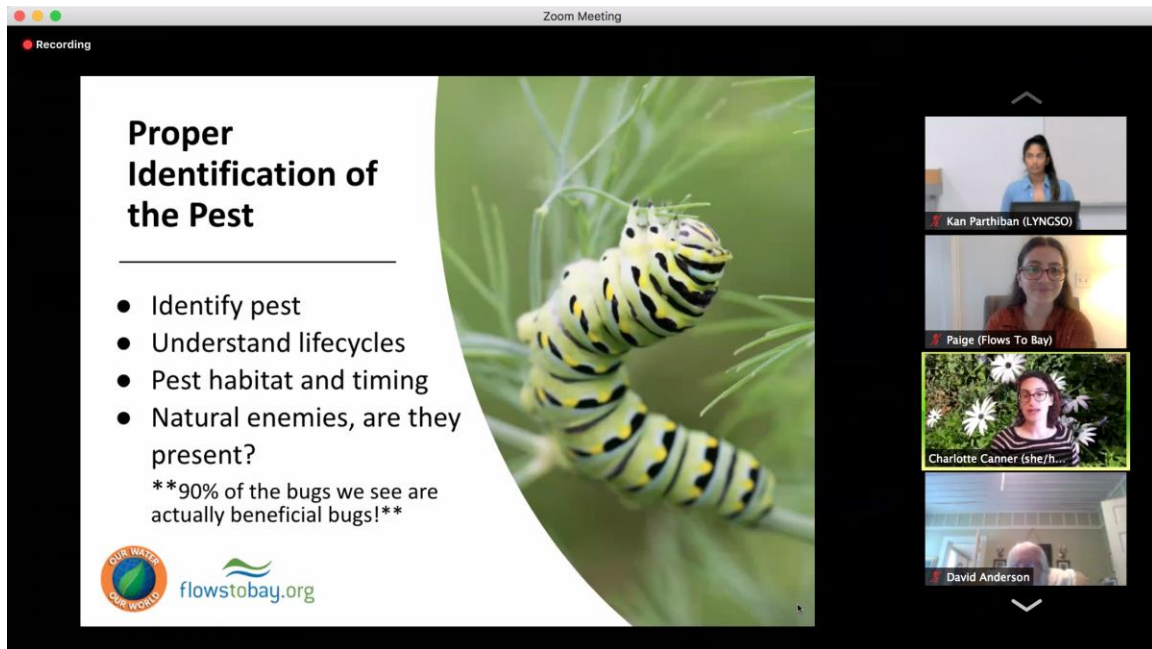 Zoom Meeting
Recording
Proper
Identification of
the Pest
● Identify pest
● Understand lifecycles
● Pest habitat and timing
● Natural enemies, are they
present?
**90% of the bugs we see are
actually beneficial bugs!**
OUR WATER
OUR WORLD
flowstobay.org
Kan Parthiban (LYNGSO)
Paige (Flows To Bay)
Charlotte Canner (she/h...
David Anderson